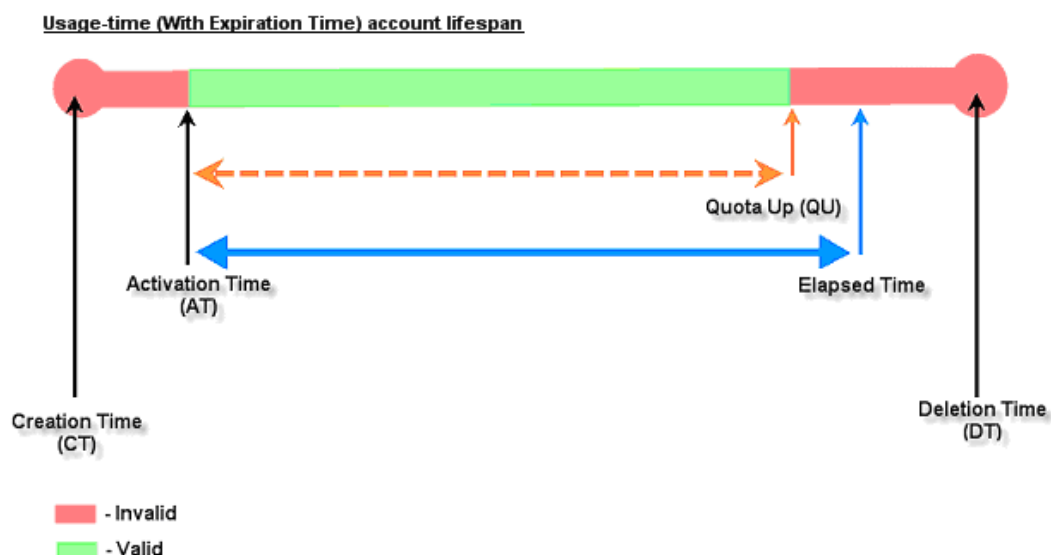 Usage-time (With Expiration Time) account lifespan
Quota Up (QU)
Activation Time
(AT)
Elapsed Time
Creation Time
(CT)
Deletion Time
(DT)
- Invalid
- Valid